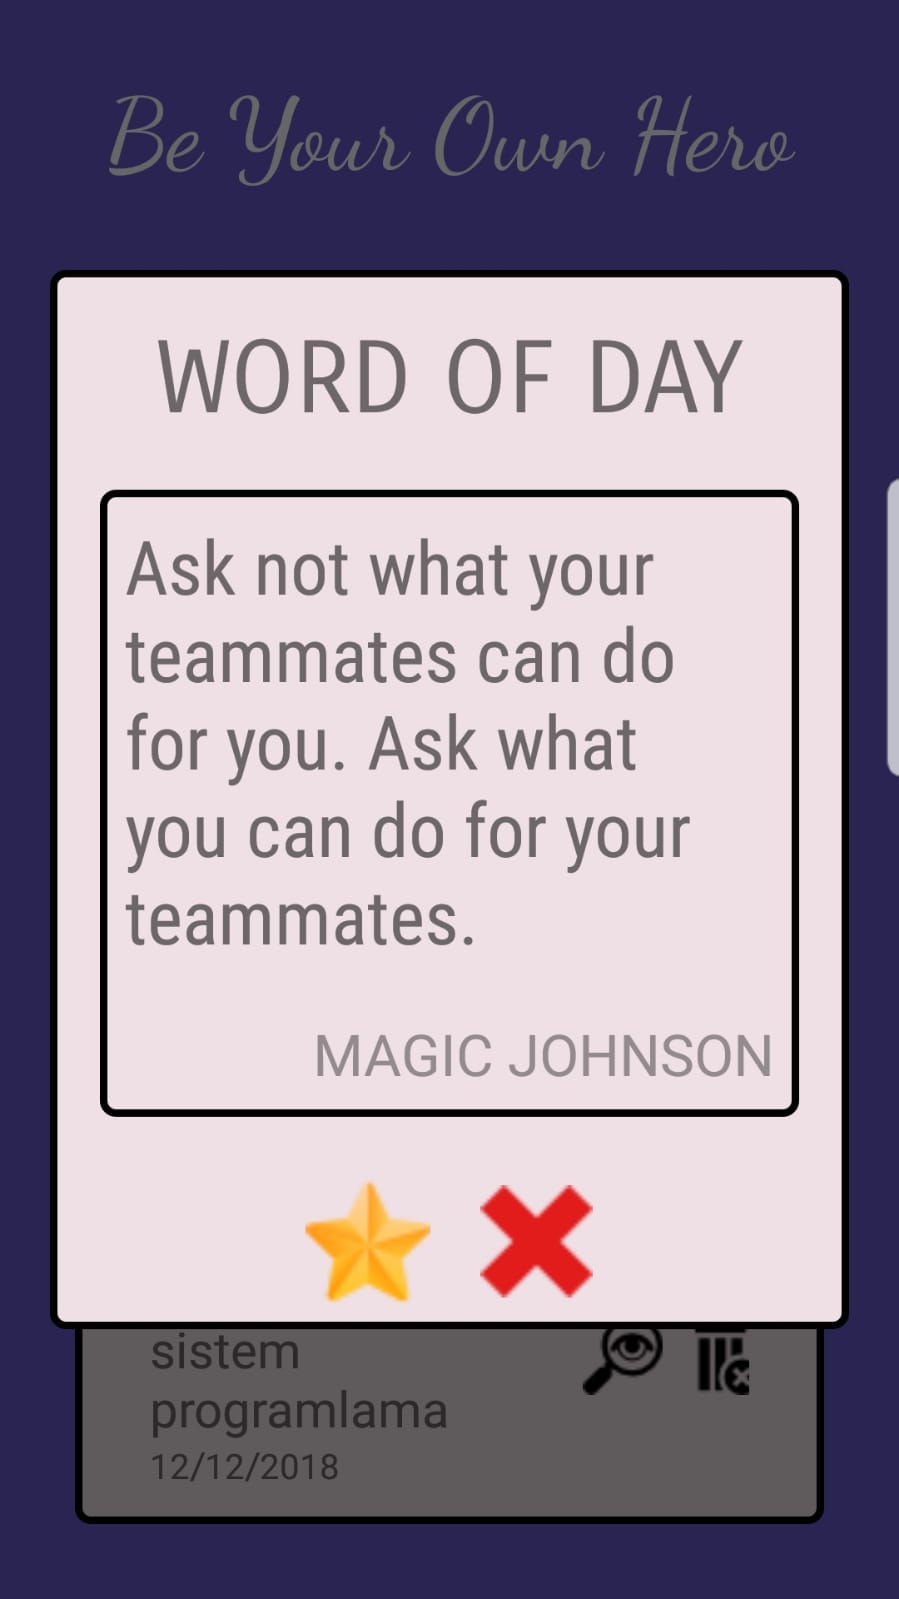 Be Your Own Hero
WORD OF DAY
Ask not what your
teammates can do
for you. Ask what
you can do for your
teammates.
MAGIC JOHNSON
sistem
programlama
12/12/2018